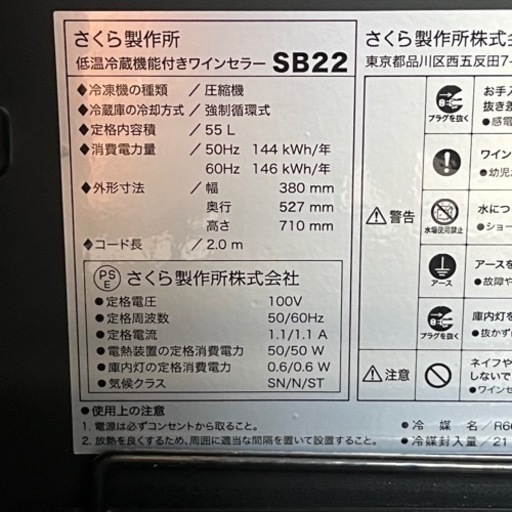 さくら製作所
低温冷蔵機能付きワインセラー SB22
◆冷凍機の種類 ／圧縮機
◆冷蔵庫の冷却方式 ／強制循環式
◆定格内容積 ／55 L
◆消費電力量 ／50Hz 144 kWh/年
60Hz 146 kWh/年
◆外形寸法 ／幅 380 mm
奥行 527 mm
高さ 710 mm
◆コード長 ／2.0 m
PSE さくら製作所株式会社
●定格電圧 100V
●定格周波数 50/60Hz
●定格電流 1.1/1.1 A
●電熱装置の定格消費電力 50/50 W
●庫内灯の定格消費電力 0.6/0.6 W
●気候クラス SN/N/ST
●使用上の注意
1. 電源は必ずコンセントから取ること。
2. 放熱を良くするため、周囲に適当な間隔を置いて設置すること。
さくら製作所株式会
東京都品川区西五反田7-
警告
プラグを抜く
お手入
抜き差
●感電
ワイン
●幼児
水場使用禁止
水につ
●ショー
アース
アースを
●故障や
プラグを抜く
庫内灯を
●抜かず
注意
ネイフや
しないで
●ワインセ
●冷 媒 名／R60
●冷媒封入量／21